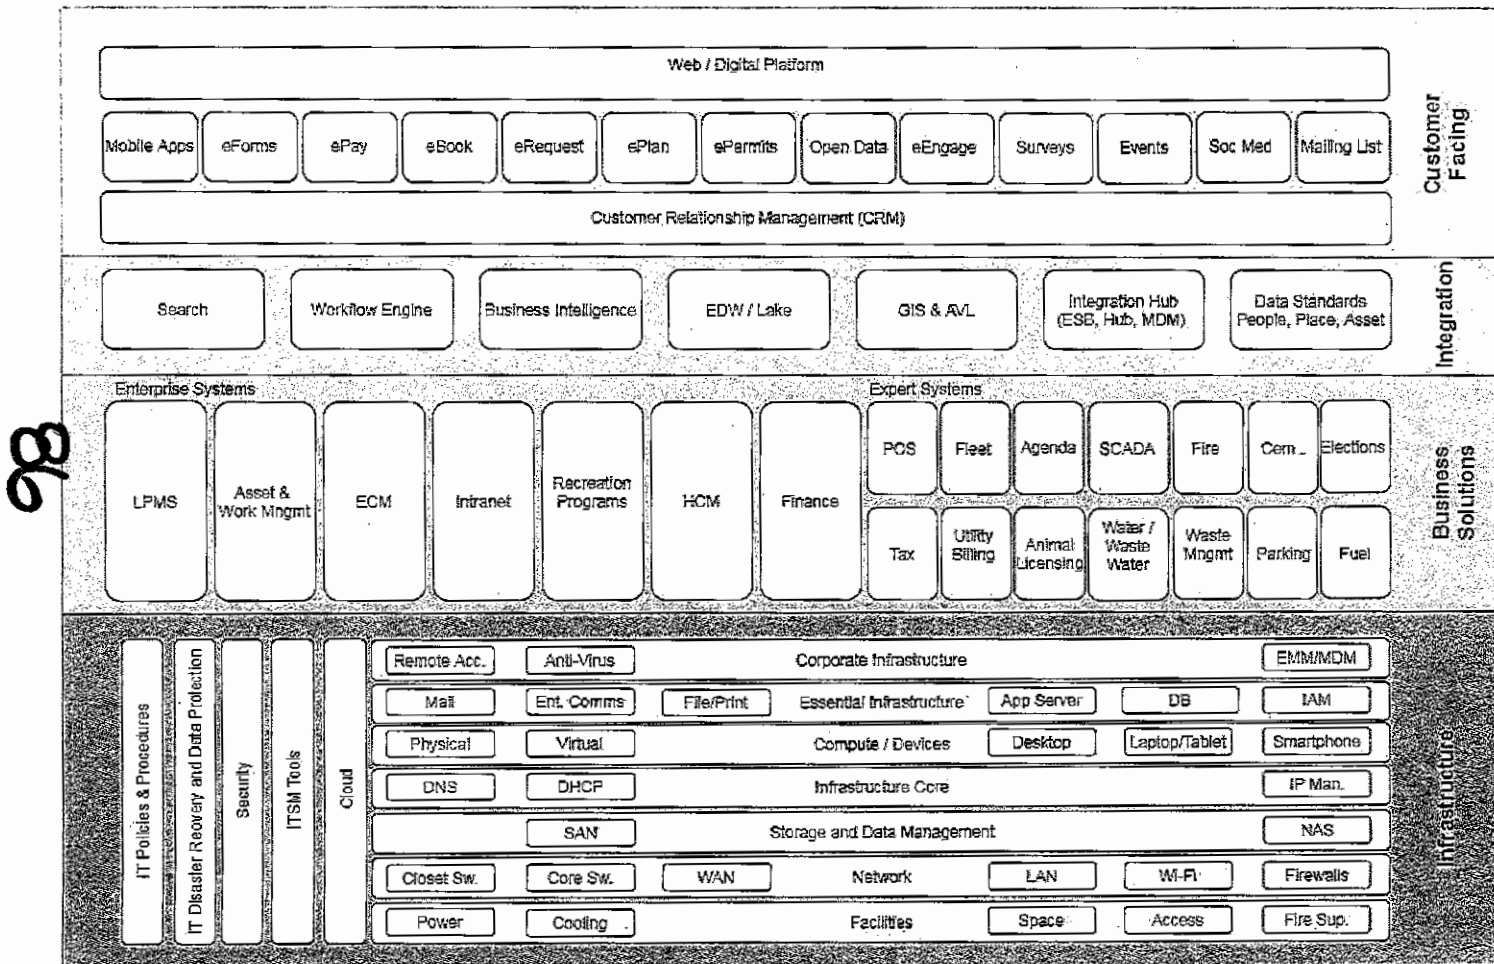 Web / Digital Platform
Mobile Apps
eForms
ePay
eBook
eRequest
ePlan
ePermits
Open Data
eEngage
Surveys
Events
Soc Med
Mailing List
Customer Relationship Management (CRM)
Customer
Facing
Search
Workflow Engine
Business Intelligence
EDW / Lake
GIS & AVL
Integration Hub
(ESB, Hub, MDM)
Data Standards
People, Place, Asset
Integration
Enterprise Systems
LPMS
Asset &
Work Mngmt
ECM
Intranet
Recreation
Programs
HCM
Finance
Expert Systems
POS
Fleet
Agenda
SCADA
Fire
Cem..
Elections
Tax
Utility
Billing
Animal
Licensing
Water /
Waste
Water
Waste
Mngmt
Parking
Fuel
Business
Solutions
86
IT Policies & Procedures
IT Disaster Reovery and Data Protection
Security
ITSM Tools
Cloud
Remote Acc.
Anti-Virus
Corporate Infrastructure
EMM/MDM
Mail
Ent. Comms
File/Print
Essential Infrastructure
App Server
DB
IAM
Physical
Virtual
Compute / Devices
Desktop
Laptop/Tablet
Smartphone
DNS
DHCP
Infrastructure Core
IP Man.
SAN
Storage and Data Management
NAS
Closet Sw.
Core Sw.
WAN
Network
LAN
Wi-Fi
Firewalls
Power
Cooling
Facilities
Space
Access
Fire Sup.
Infrastructure